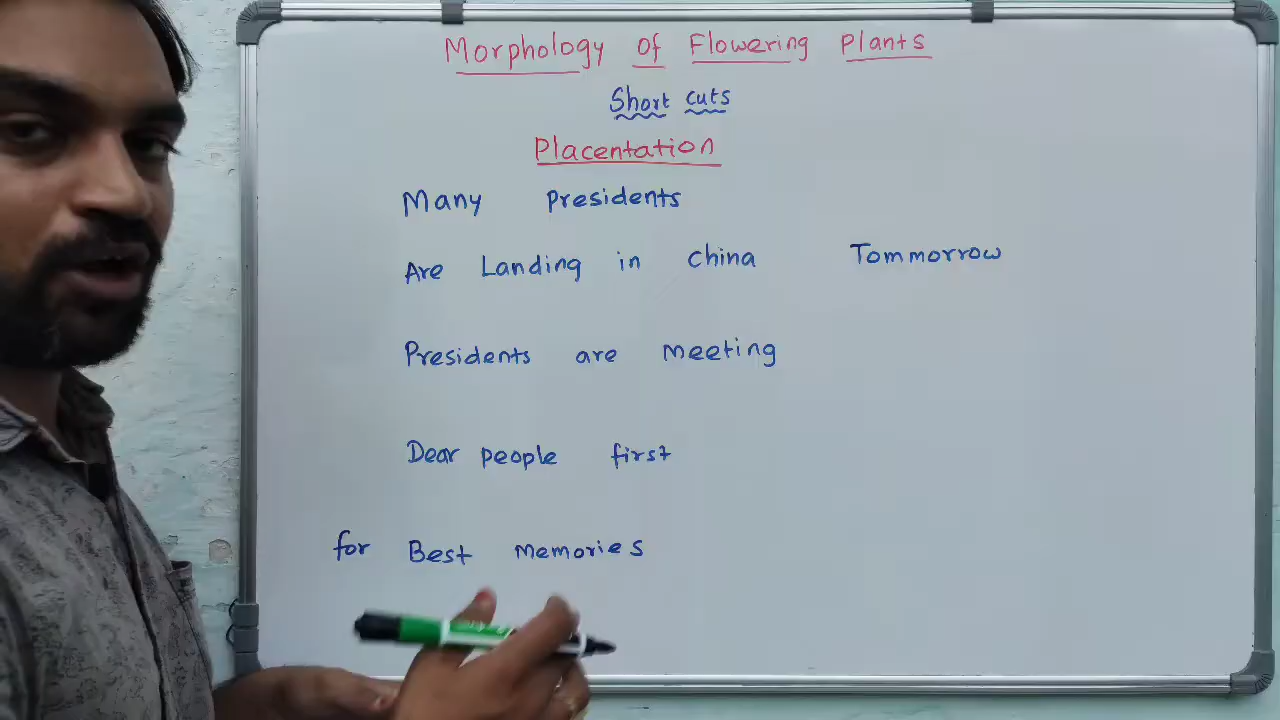 Morphology of Flowering Plants
Short cuts
Placentation
Many Presidents
Are Landing in china Tommorrow
Presidents are meeting
Dear people first
for Best Memories